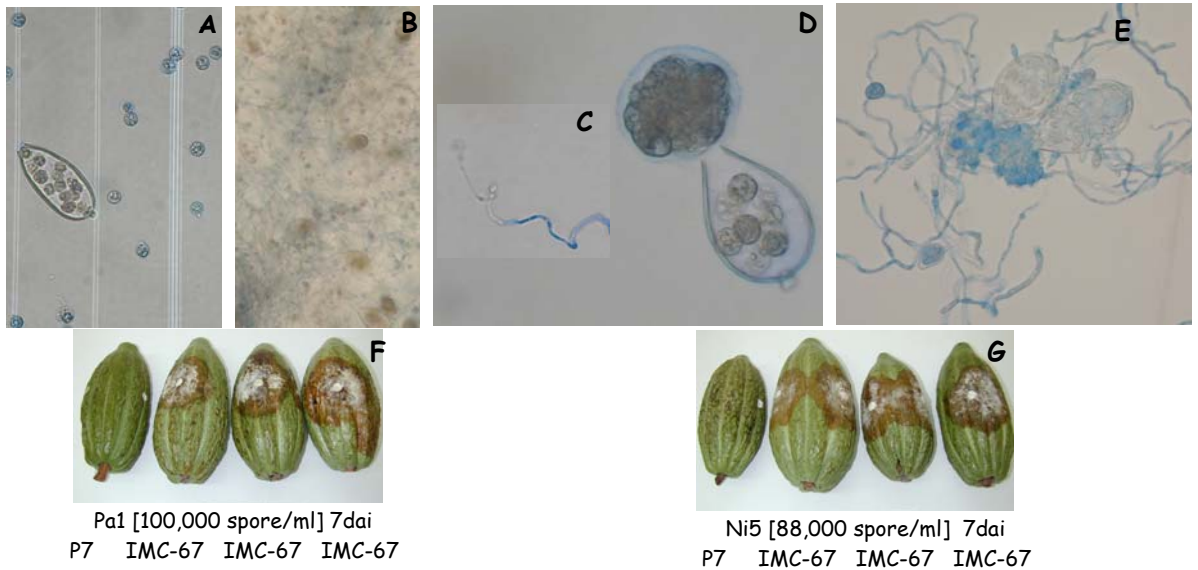 A
B
C
D
E
F
G
Pa1 [100,000 spore/ml] 7dai
P7 IMC-67 IMC-67 IMC-67
Ni5 [88,000 spore/ml] 7dai
P7 IMC-67 IMC-67 IMC-67